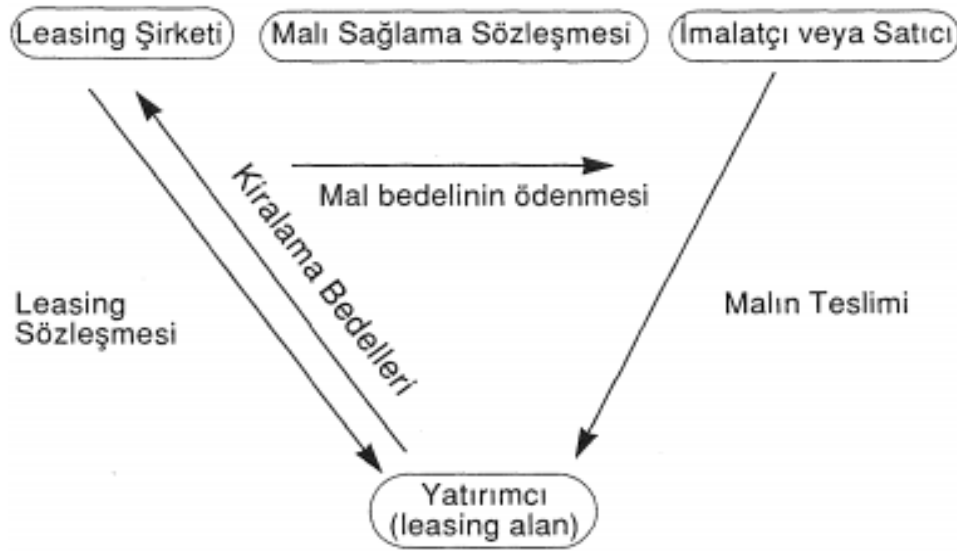 Leasing Şirketi
Malı Sağlama Sözleşmesi
İmalatçı veya Satıcı
Mal bedelinin ödenmesi
Kiralama Bedelleri
Leasing
Sözleşmesi
Malın Teslimi
Yatırımcı
(leasing alan)